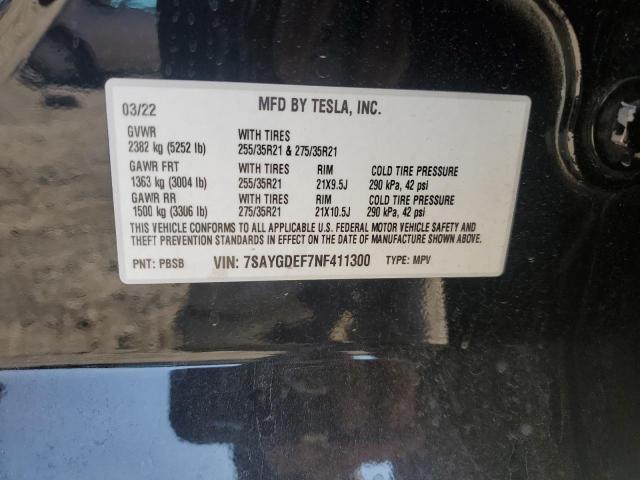 03/22 MFD BY TESLA, INC.
GVWR WITH TIRES
2382 kg (5252 lb) 255/35R21 & 275/35R21
GAWR FRT WITH TIRES RIM COLD TIRE PRESSURE
1363 kg (3004 lb) 255/35R21 21X9.5J 290 kPa, 42 psi
GAWR RR WITH TIRES RIM COLD TIRE PRESSURE
1500 kg (3306 lb) 275/35R21 21X10.5J 290 kPa, 42 psi
THIS VEHICLE CONFORMS TO ALL APPLICABLE U.S. FEDERAL MOTOR VEHICLE SAFETY AND
THEFT PREVENTION STANDARDS IN EFFECT ON THE DATE OF MANUFACTURE SHOWN ABOVE.
PNT: PBSB VIN: 7SAYGDEF7NF411300 TYPE: MPV